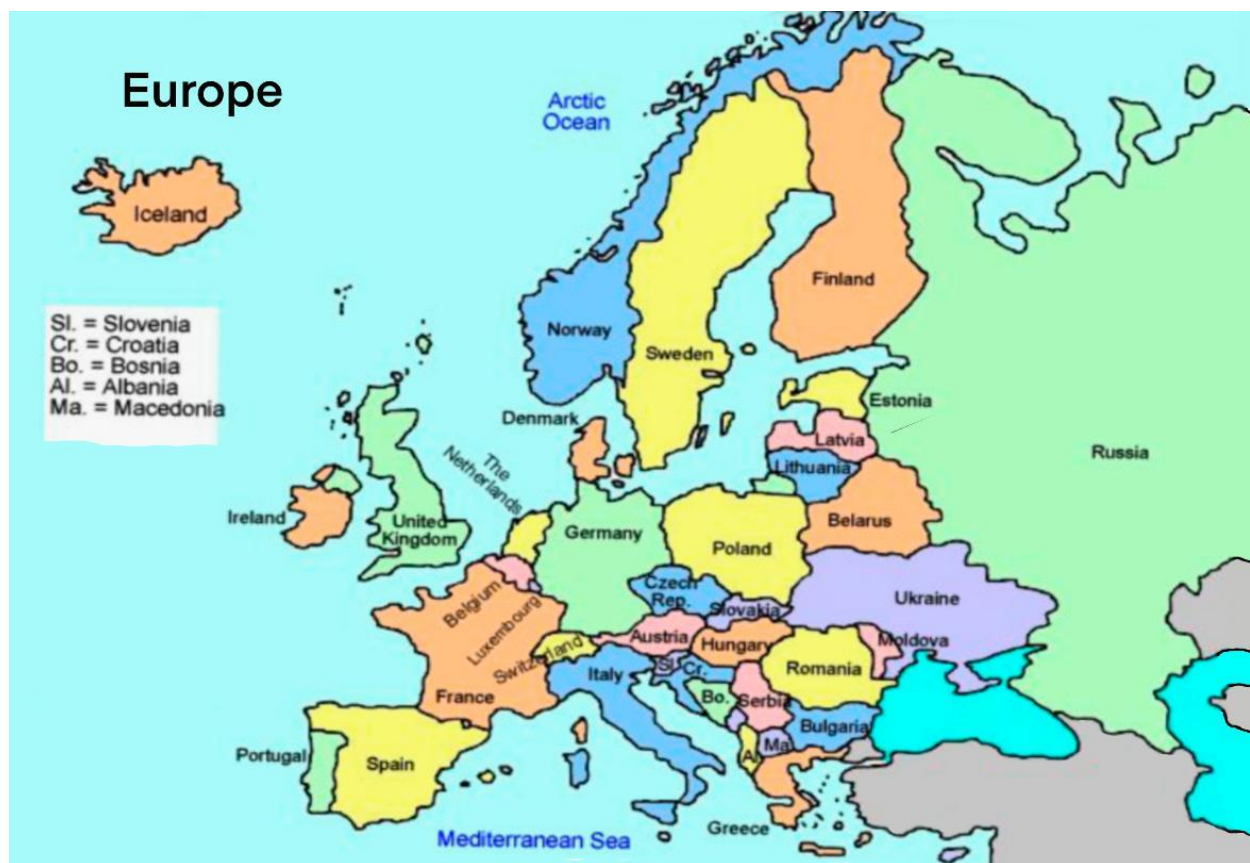 Europe
Arctic
Ocean
Iceland
Sl. = Slovenia
Cr. = Croatia
Bo. = Bosnia
Al. = Albania
Ma. = Macedonia
Finland
Norway
Sweden
Denmark
Estonia
Latvia
Lithuania
Russia
The
Netherlands
Ireland
United
Kingdom
Germany
Poland
Belarus
Belgium
Luxembourg
Czech
Rep.
Slovakia
Ukraine
Switzerland
Austria
Hungary
Moldova
Romania
France
Italy
Sl.
Cr.
Bo.
Serbia
Bulgaria
Portugal
Spain
Al
Ma
Greece
Mediterranean Sea